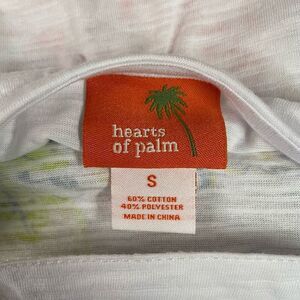 hearts
of palm
S
60% COTTON
40% POLYESTER
MADE IN CHINA